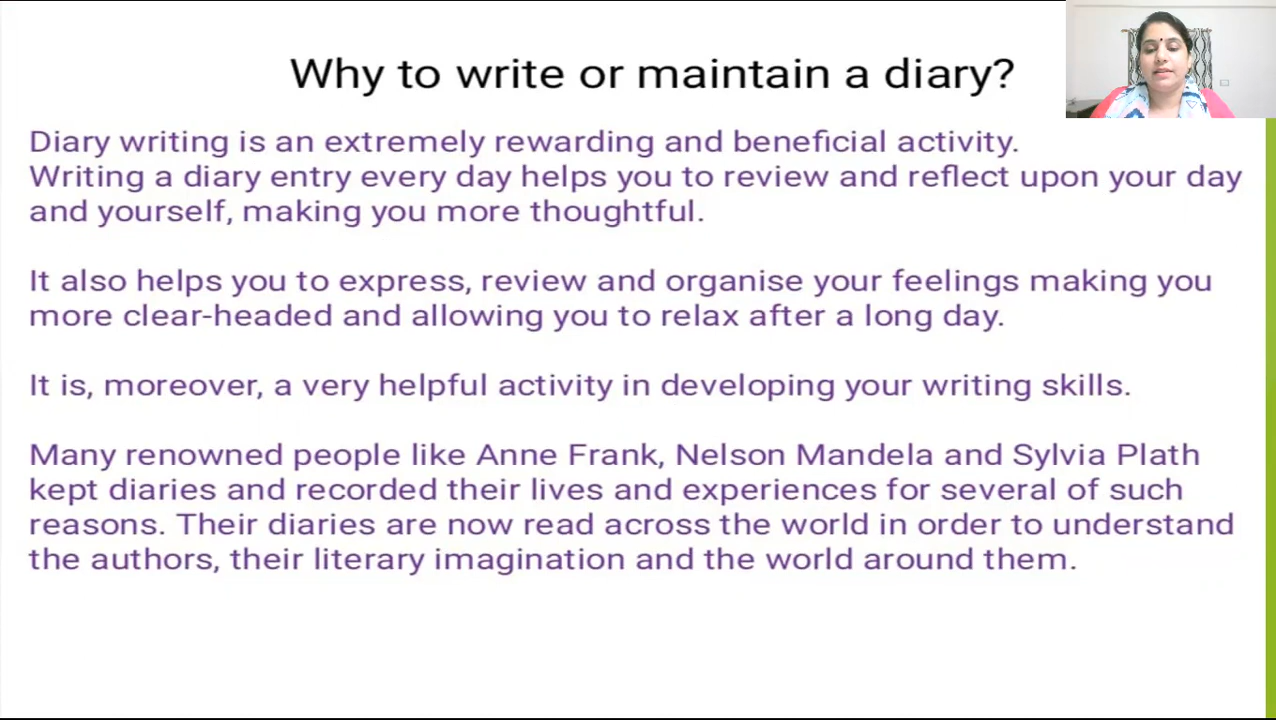 Why to write or maintain a diary?
Diary writing is an extremely rewarding and beneficial activity.
Writing a diary entry every day helps you to review and reflect upon your day
and yourself, making you more thoughtful.
It also helps you to express, review and organise your feelings making you
more clear-headed and allowing you to relax after a long day.
It is, moreover, a very helpful activity in developing your writing skills.
Many renowned people like Anne Frank, Nelson Mandela and Sylvia Plath
kept diaries and recorded their lives and experiences for several of such
reasons. Their diaries are now read across the world in order to understand
the authors, their literary imagination and the world around them.